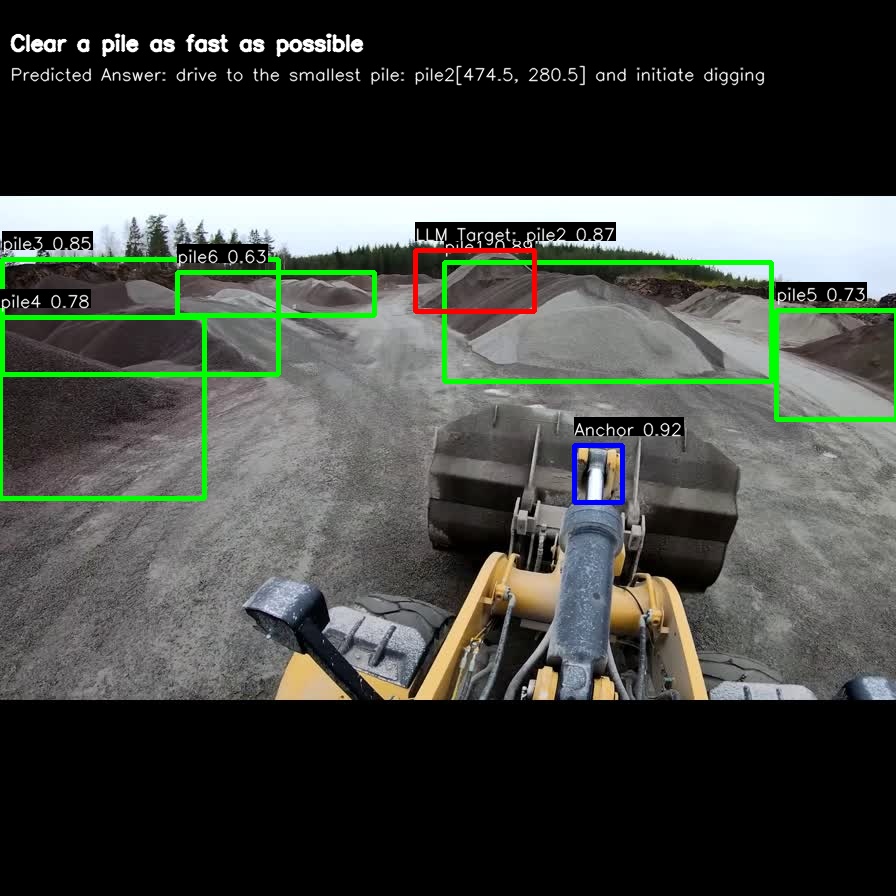 Clear a pile as fast as possible
Predicted Answer: drive to the smallest pile: pile2[474.5, 280.5] and initiate digging
LLM Target: pile2 0.87
pile1 0.89
pile3 0.85
pile6 0.63
pile4 0.78
pile5 0.73
Anchor 0.92